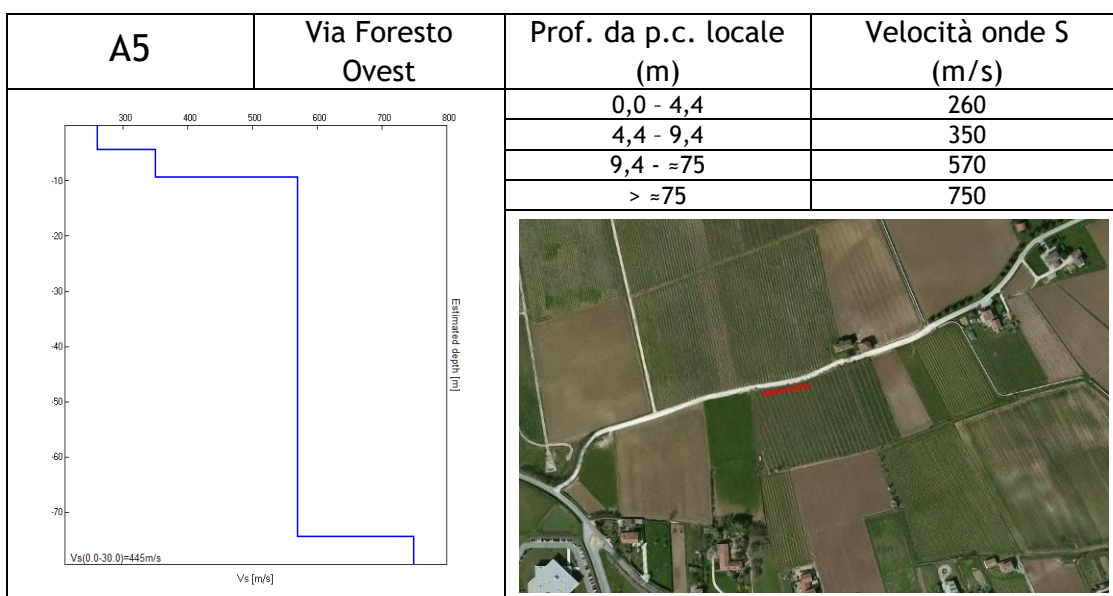 A5
Via Foresto
Ovest
Prof. da p.c. locale
(m)
Velocità onde S
(m/s)
0,0 – 4,4
260
4,4 – 9,4
350
9,4 - ≈75
570
> ≈75
750
300 400 500 600 700 800
-10
-20
-30
-40
-50
-60
-70
Estimated depth [m]
Vs(0.0-30.0)=445m/s
Vs [m/s]